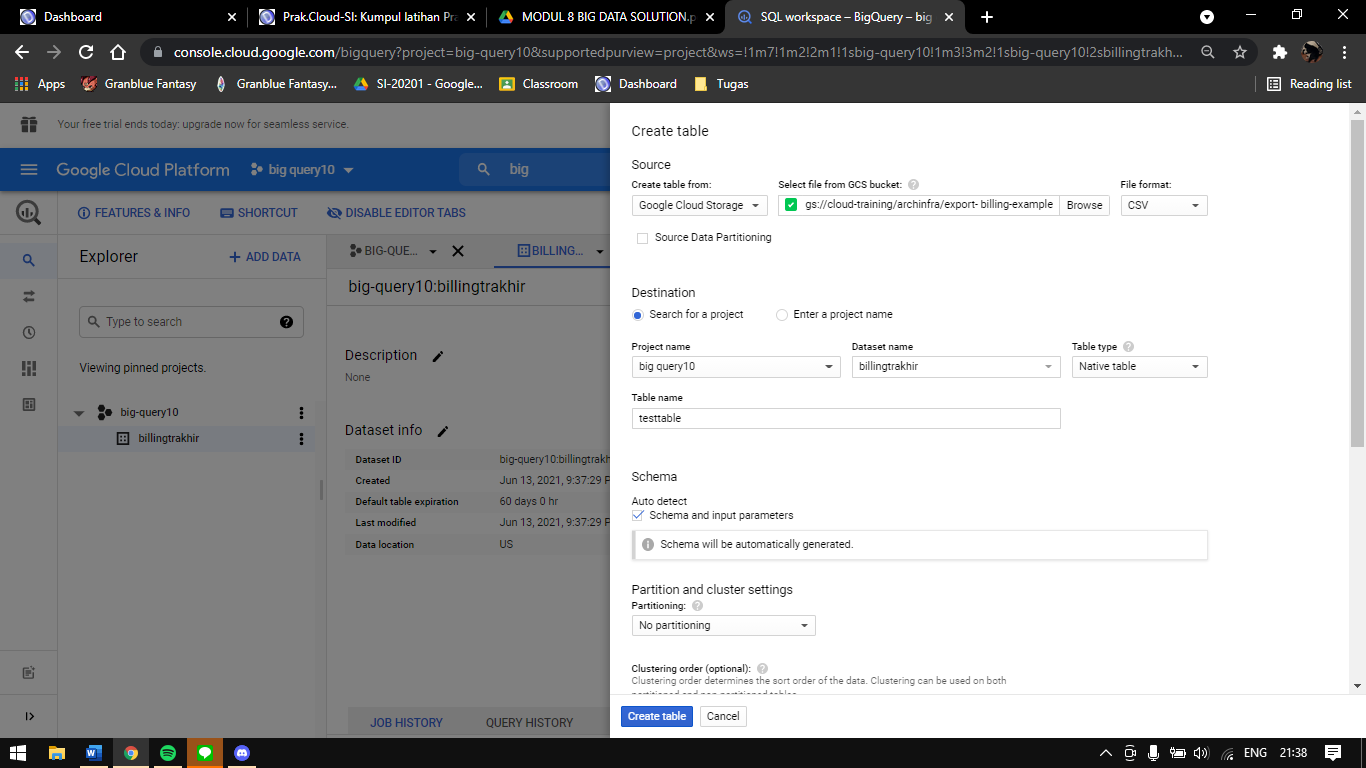 Dashboard
Prak.Cloud-SI: Kumpul latihan Pra
MODUL 8 BIG DATA SOLUTION.p
SQL workspace – BigQuery – big
console.cloud.google.com/bigquery?project=big-query10&supportedpurview=project&ws=!1m7!1m2!2m1!1sbig-query10!1m3!3m2!1sbig-query10!2sbillingtrakh...
Apps
Granblue Fantasy
Granblue Fantasy...
SI-20201 - Google...
Classroom
Dashboard
Tugas
Reading list
Your free trial ends today: upgrade now for seamless service.
Google Cloud Platform
big query10
big
FEATURES & INFO
SHORTCUT
DISABLE EDITOR TABS
Explorer
+ ADD DATA
Type to search
Viewing pinned projects.
big-query10
billingtrakhir
BIG-QUE...
BILLING...
big-query10:billingtrakhir
Description
None
Dataset info
Dataset ID big-query10:billingtrakh
Created Jun 13, 2021, 9:37:29 P
Default table expiration 60 days 0 hr
Last modified Jun 13, 2021, 9:37:29 P
Data location US
JOB HISTORY
QUERY HISTORY
Create table
Source
Create table from:
Select file from GCS bucket:
File format:
Google Cloud Storage
gs://cloud-training/archinfra/export- billing-example
Browse
CSV
Source Data Partitioning
Destination
Search for a project
Enter a project name
Project name
Dataset name
Table type
big query10
billingtrakhir
Native table
Table name
testtable
Schema
Auto detect
Schema and input parameters
Schema will be automatically generated.
Partition and cluster settings
Partitioning:
No partitioning
Clustering order (optional):
Clustering order determines the sort order of the data. Clustering can be used on both
Create table
Cancel
ENG
21:38